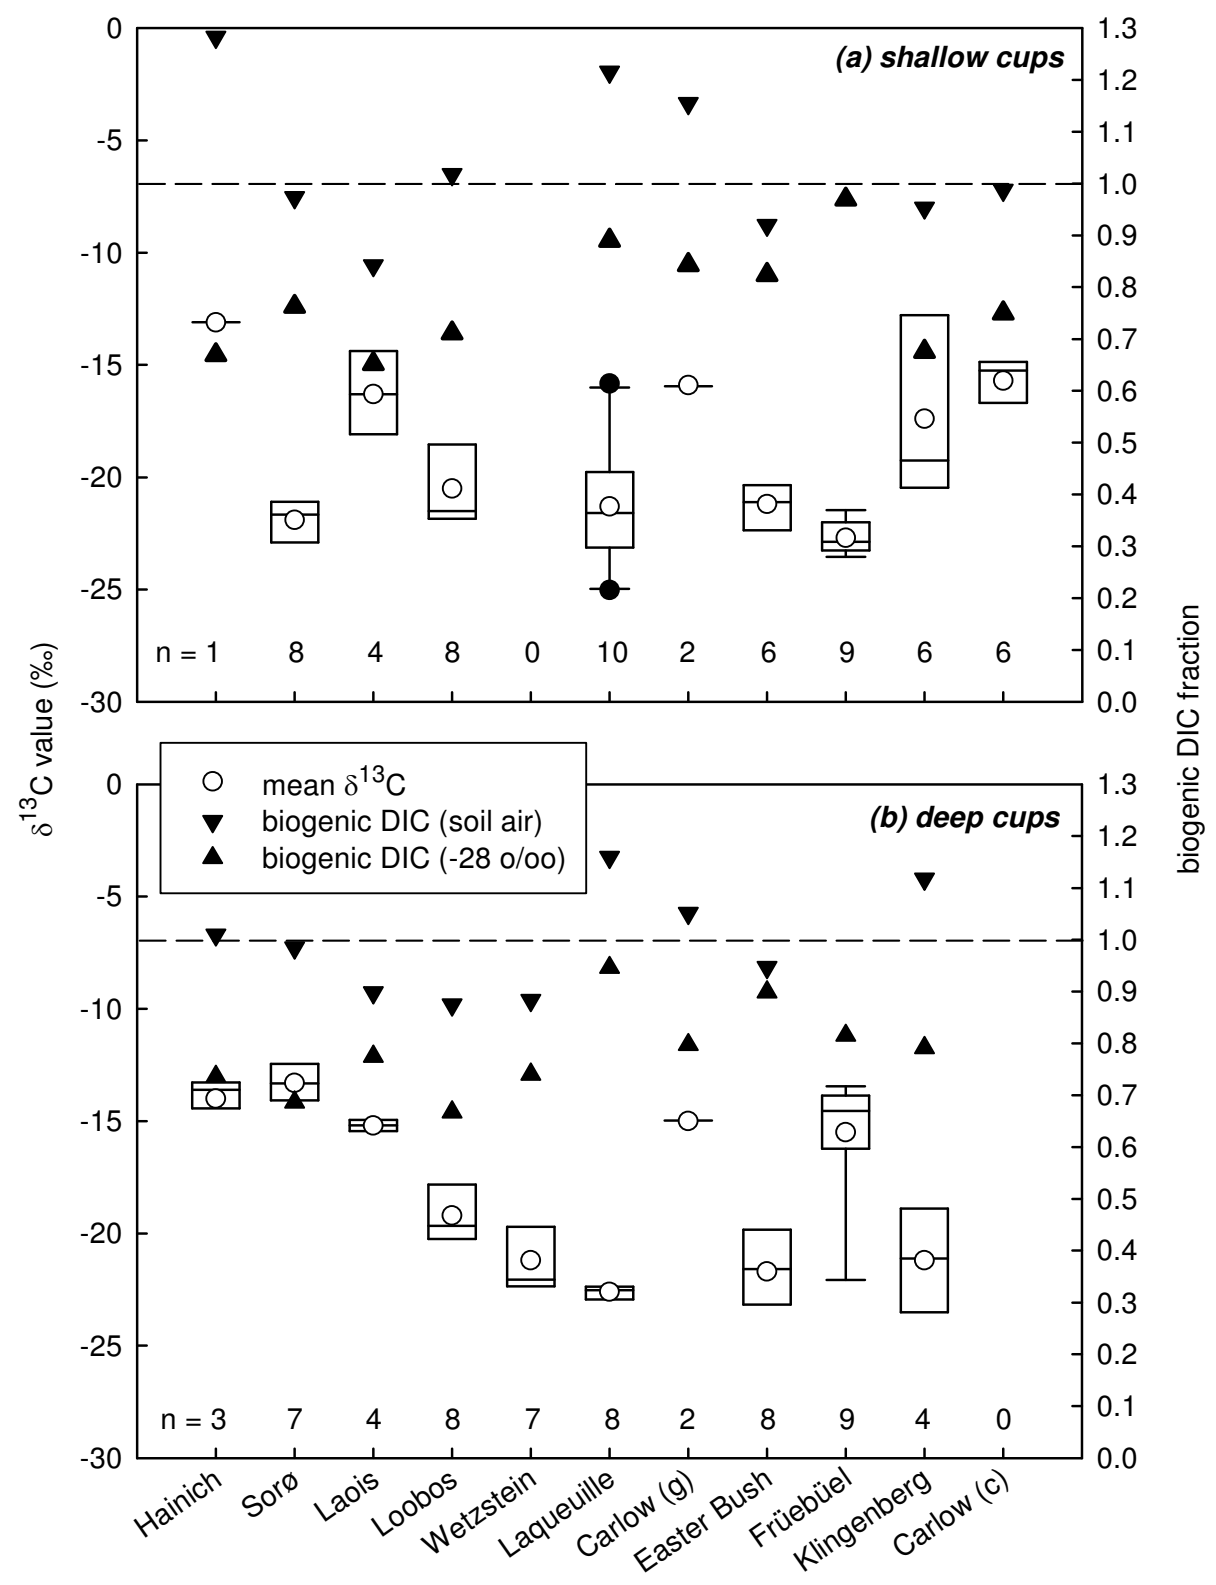 0
-5
-10
-15
-20
-25
-30
1.3
1.2
1.1
1.0
0.9
0.8
0.7
0.6
0.5
0.4
0.3
0.2
0.1
0.0
(a) shallow cups
n = 1 8 4 8 0 10 2 6 9 6 6
δ13C value (‰)
biogenic DIC fraction
mean δ13C
biogenic DIC (soil air)
biogenic DIC (-28 o/oo)
0
-5
-10
-15
-20
-25
-30
1.3
1.2
1.1
1.0
0.9
0.8
0.7
0.6
0.5
0.4
0.3
0.2
0.1
0.0
(b) deep cups
n = 3 7 4 8 7 8 2 8 9 4 0
Hainich
Sorø
Laois
Loobos
Wetzstein
Laqueuille
Carlow (g)
Easter Bush
Früebüel
Klingenberg
Carlow (c)